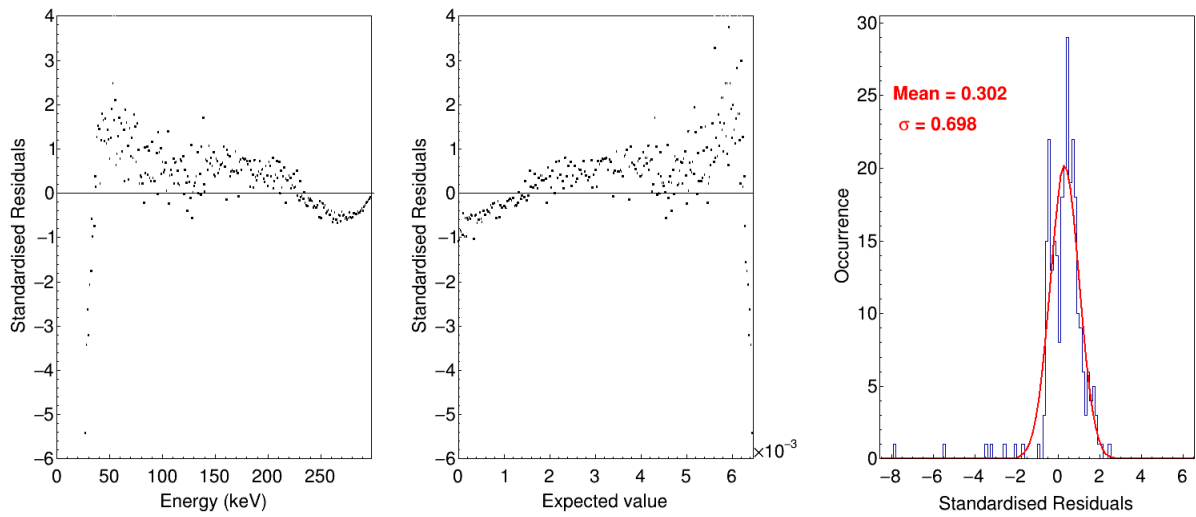 4
3
2
1
0
−1
−2
−3
−4
−5
−6
Standardised Residuals
0 50 100 150 200 250
Energy (keV)
4
3
2
1
0
−1
−2
−3
−4
−5
−6
Standardised Residuals
0 1 2 3 4 5 6
×10⁻³
Expected value
30
25
20
15
10
5
0
Occurrence
Mean = 0.302
σ = 0.698
−8 −6 −4 −2 0 2 4 6
Standardised Residuals